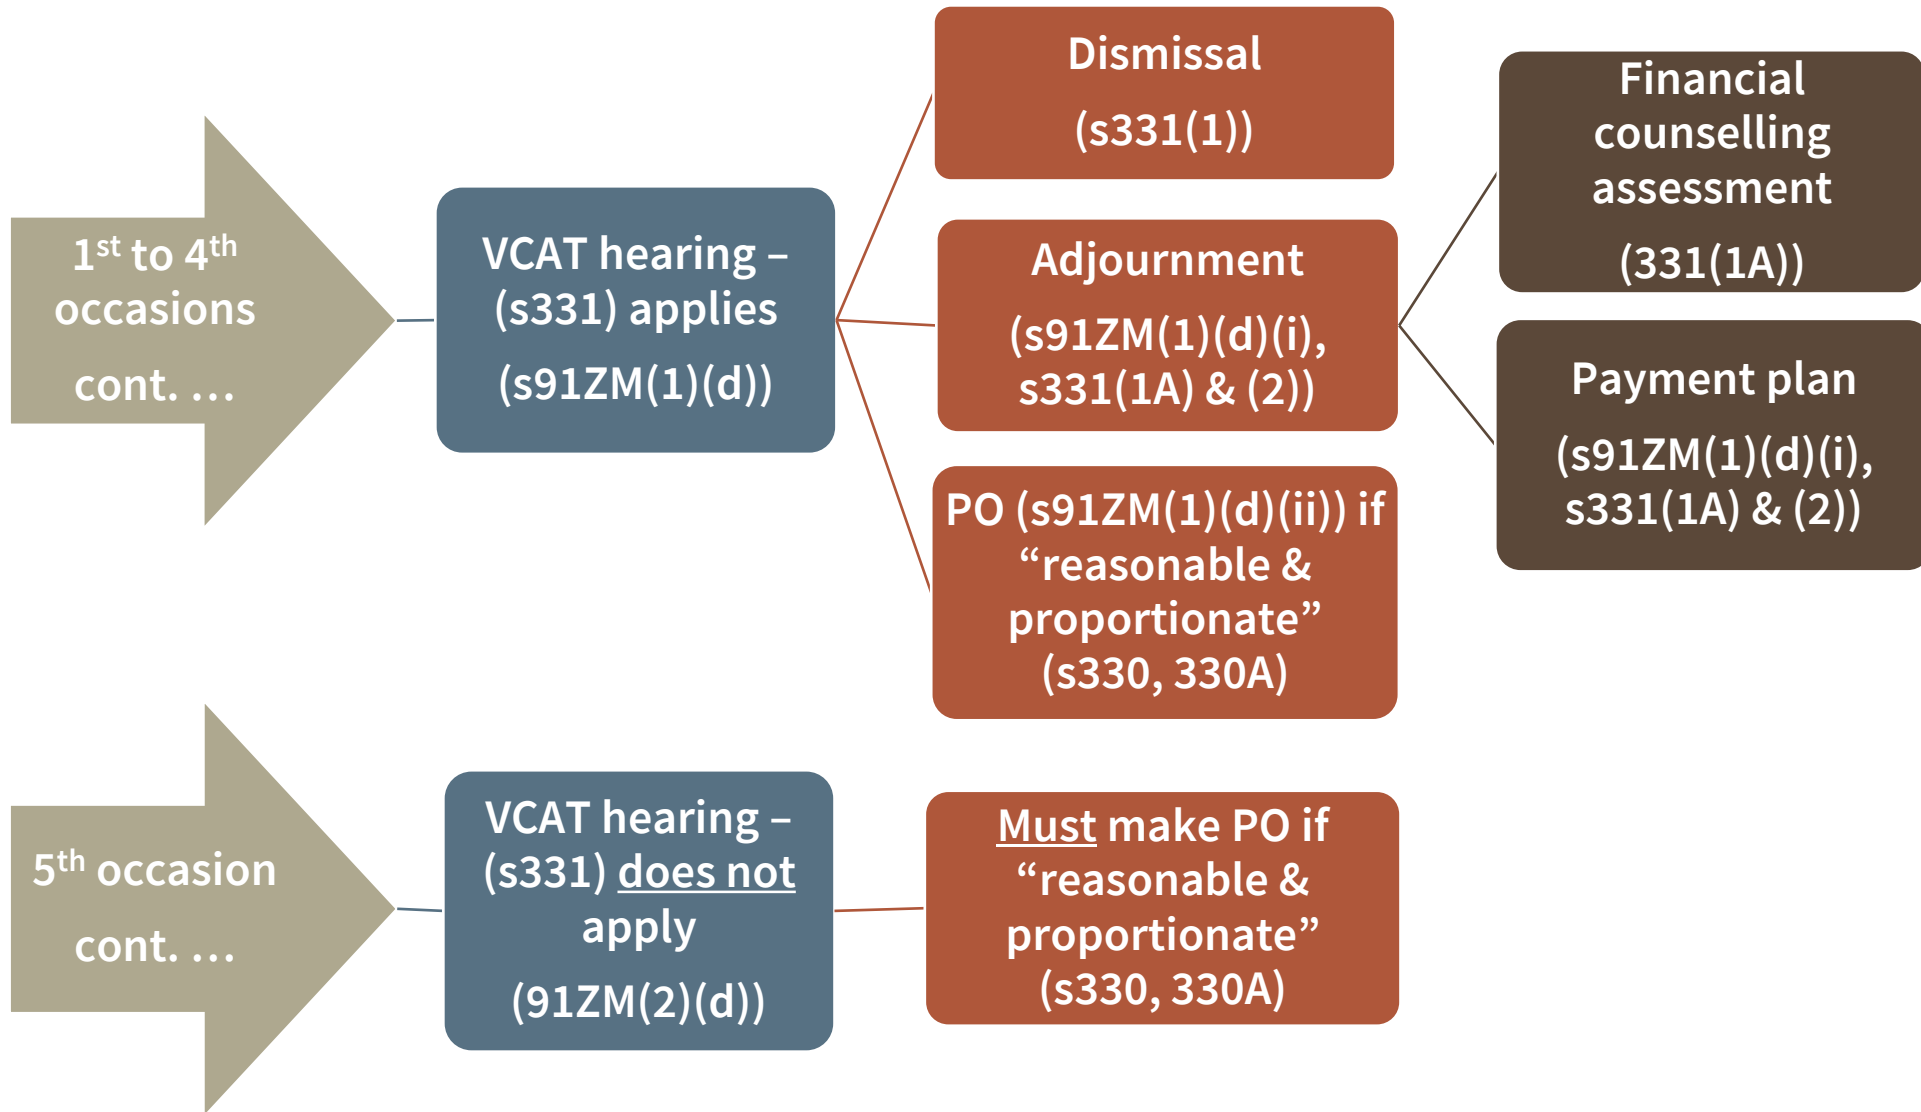 1st to 4th
occasions
cont. …
VCAT hearing –
(s331) applies
(s91ZM(1)(d))
Dismissal
(s331(1))
Adjournment
(s91ZM(1)(d)(i),
s331(1A) & (2))
PO (s91ZM(1)(d)(ii)) if
“reasonable &
proportionate”
(s330, 330A)
Financial
counselling
assessment
(331(1A))
Payment plan
(s91ZM(1)(d)(i),
s331(1A) & (2))
5th occasion
cont. …
VCAT hearing –
(s331) does not
apply
(91ZM(2)(d))
Must make PO if
“reasonable &
proportionate”
(s330, 330A)